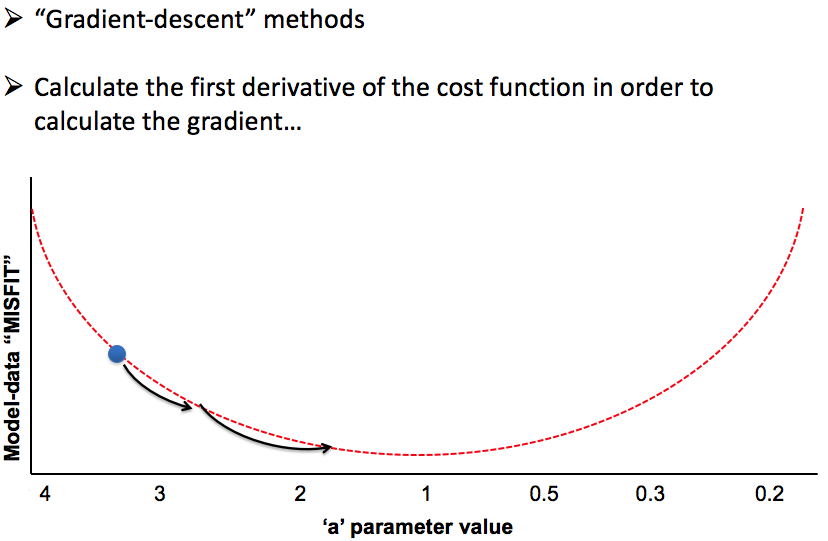 ➢ “Gradient-descent” methods
➢ Calculate the first derivative of the cost function in order to
calculate the gradient…
Model-data “MISFIT”
4 3 2 1 0.5 0.3 0.2
‘a’ parameter value